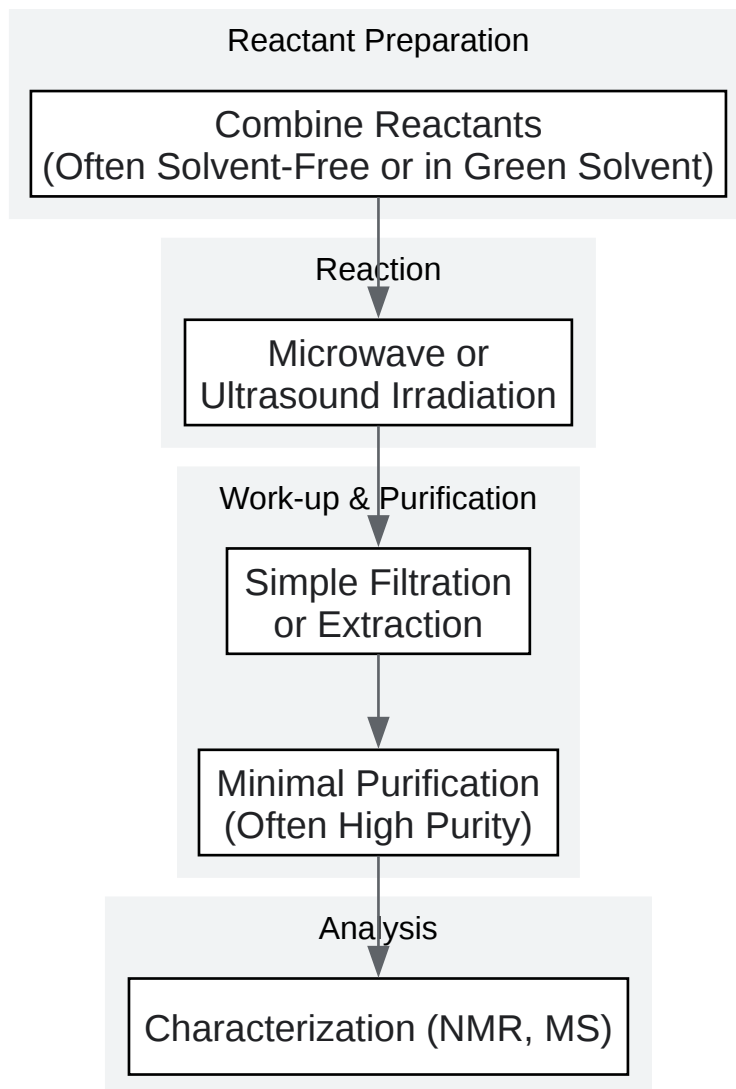 Reactant Preparation
Combine Reactants
(Often Solvent-Free or in Green Solvent)
Reaction
Microwave or
Ultrasound Irradiation
Work-up & Purification
Simple Filtration
or Extraction
Minimal Purification
(Often High Purity)
Analysis
Characterization (NMR, MS)